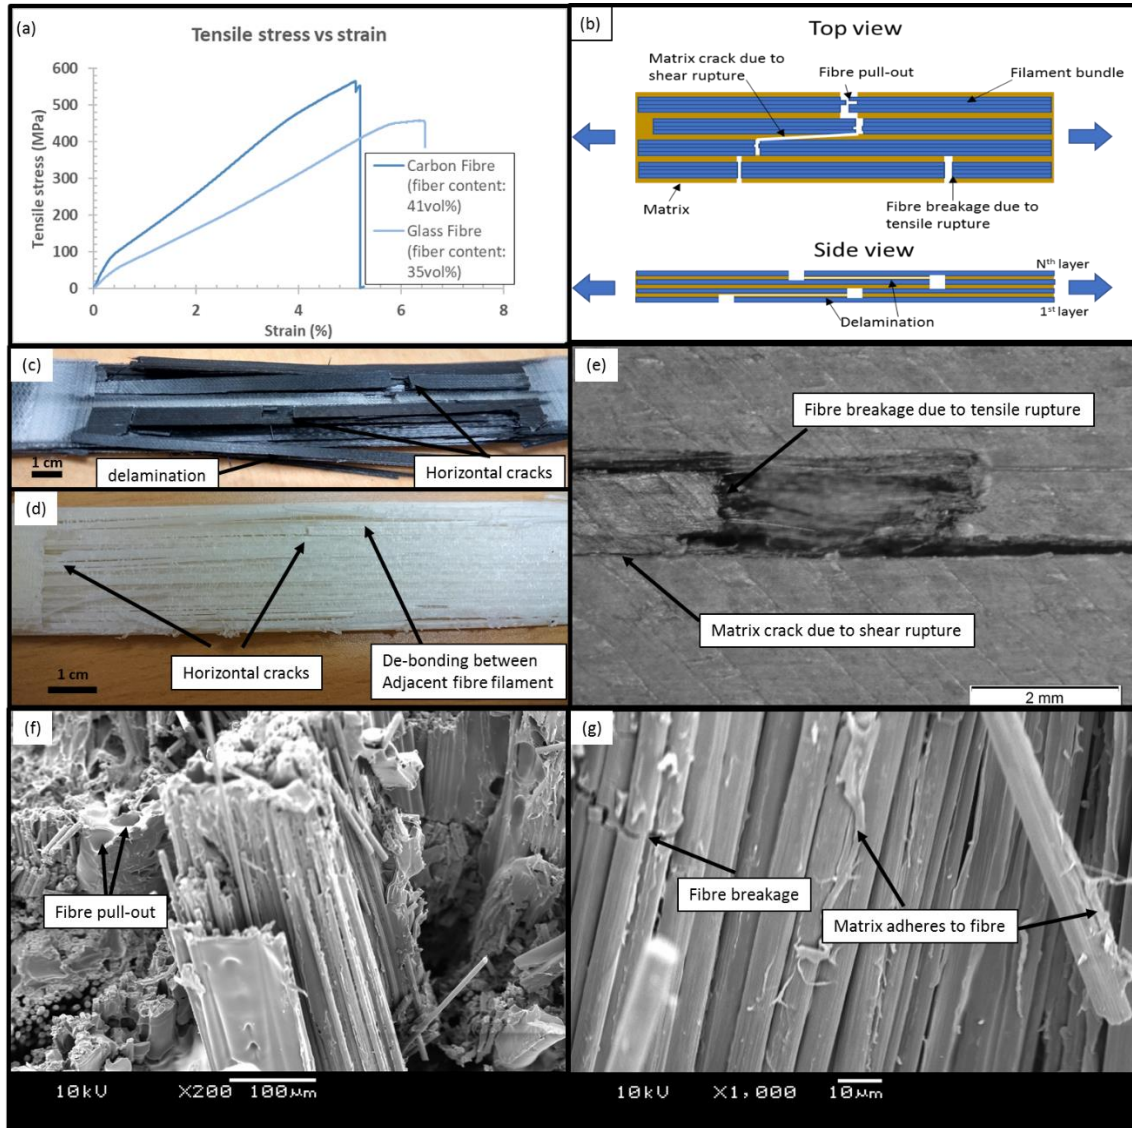 (a)
Tensile stress vs strain
Tensile stress (MPa)
600
500
400
300
200
100
0
0
2
4
6
8
Strain (%)
Carbon Fibre
(fiber content:
41vol%)
Glass Fibre
(fiber content:
35vol%)
(b)
Top view
Matrix crack due to
shear rupture
Fibre pull-out
Filament bundle
Matrix
Fibre breakage due to
tensile rupture
Side view
Nth layer
Delamination
1st layer
(c)
1 cm
delamination
Horizontal cracks
(d)
1 cm
Horizontal cracks
De-bonding between
Adjacent fibre filament
(e)
Fibre breakage due to tensile rupture
Matrix crack due to shear rupture
2 mm
(f)
Fibre pull-out
10kV X200 100µm
(g)
Fibre breakage
Matrix adheres to fibre
10kV X1,000 10µm